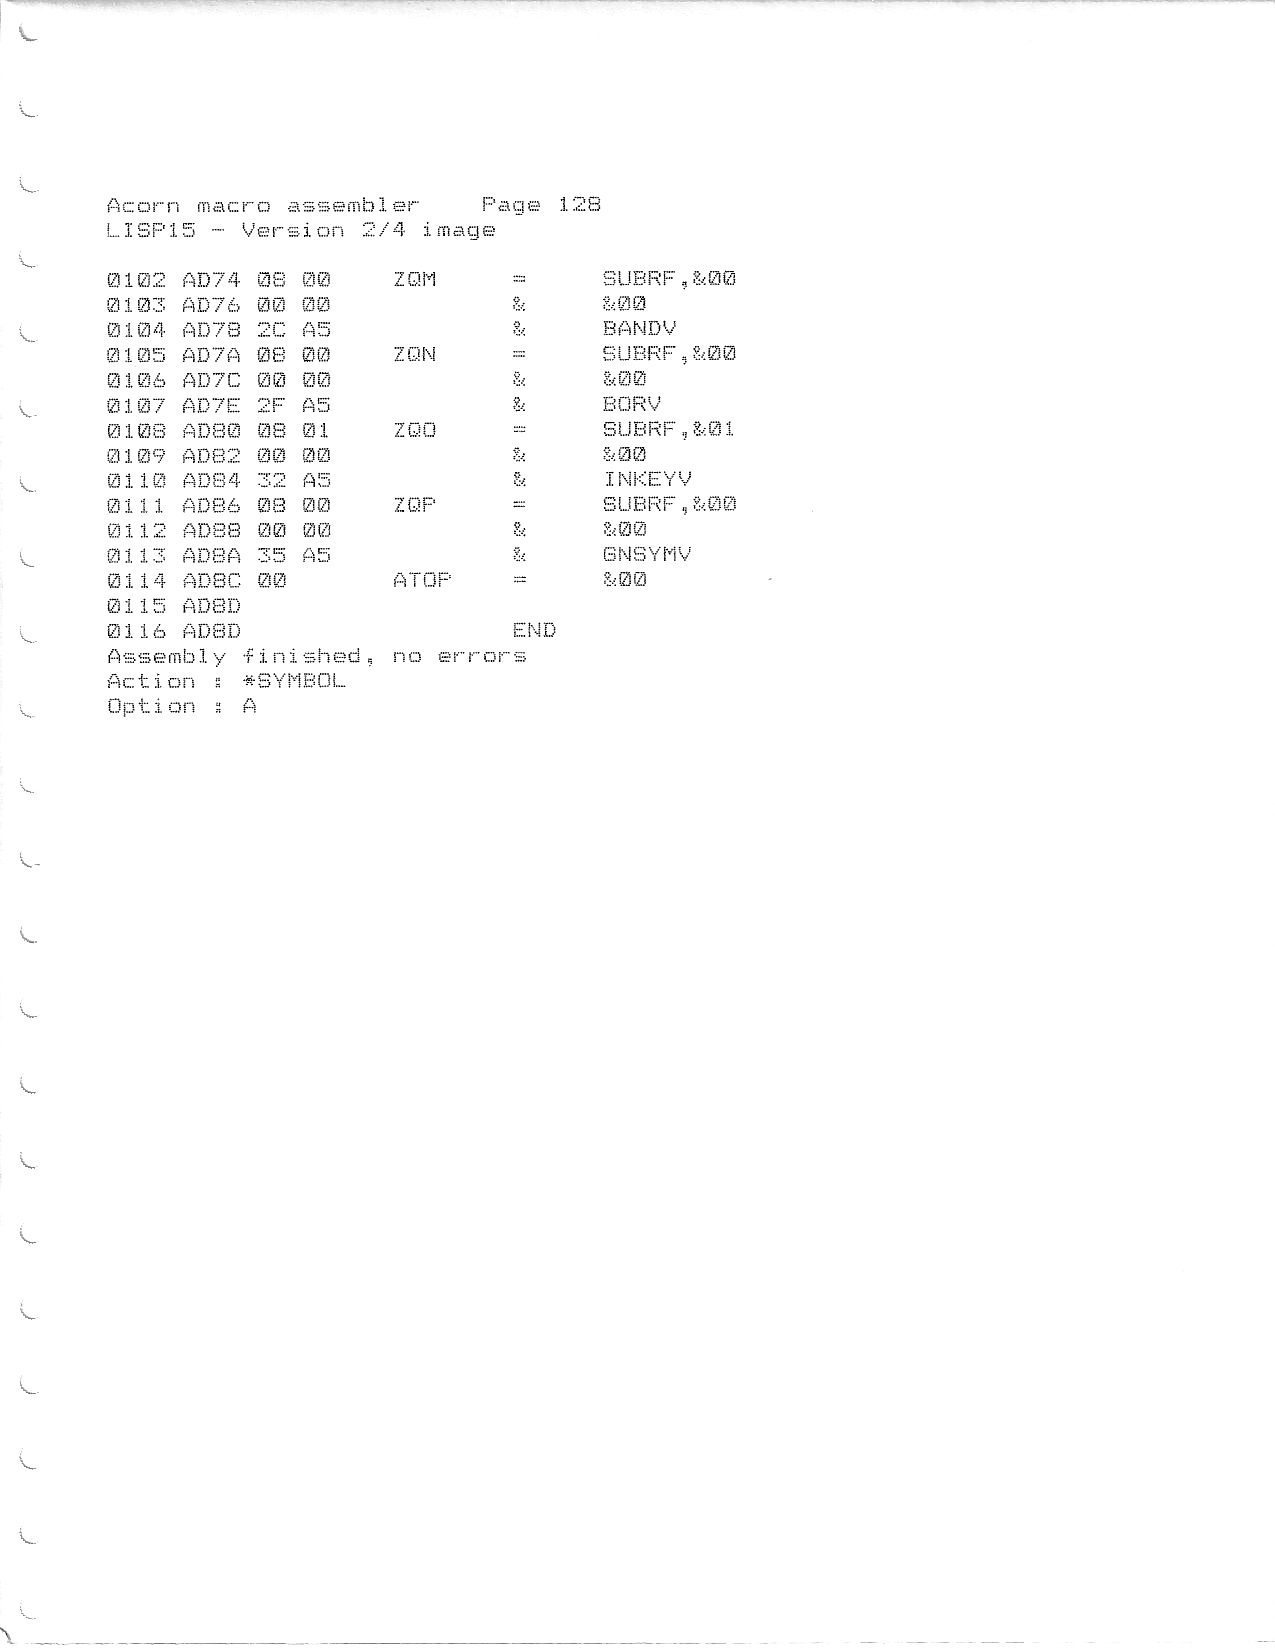 Acorn macro assembler    Page 128
LISP15 - Version 2/4 image
0102 AD74 08 00    ZQM     =     SUBRF,&00
0103 AD76 00 00            &     &00
0104 AD78 2C A5            &     BANDV
0105 AD7A 08 00    ZQN     =     SUBRF,&00
0106 AD7C 00 00            &     &00
0107 AD7E 2F A5            &     BORV
0108 AD80 08 01    ZQO     =     SUBRF,&01
0109 AD82 00 00            &     &00
0110 AD84 32 A5            &     INKEYV
0111 AD86 08 00    ZQP     =     SUBRF,&00
0112 AD88 00 00            &     &00
0113 AD8A 35 A5            &     GNSYMV
0114 AD8C 00       ATOP    =     &00
0115 AD8D
0116 AD8D                  END
Assembly finished, no errors
Action : *SYMBOL
Option : A